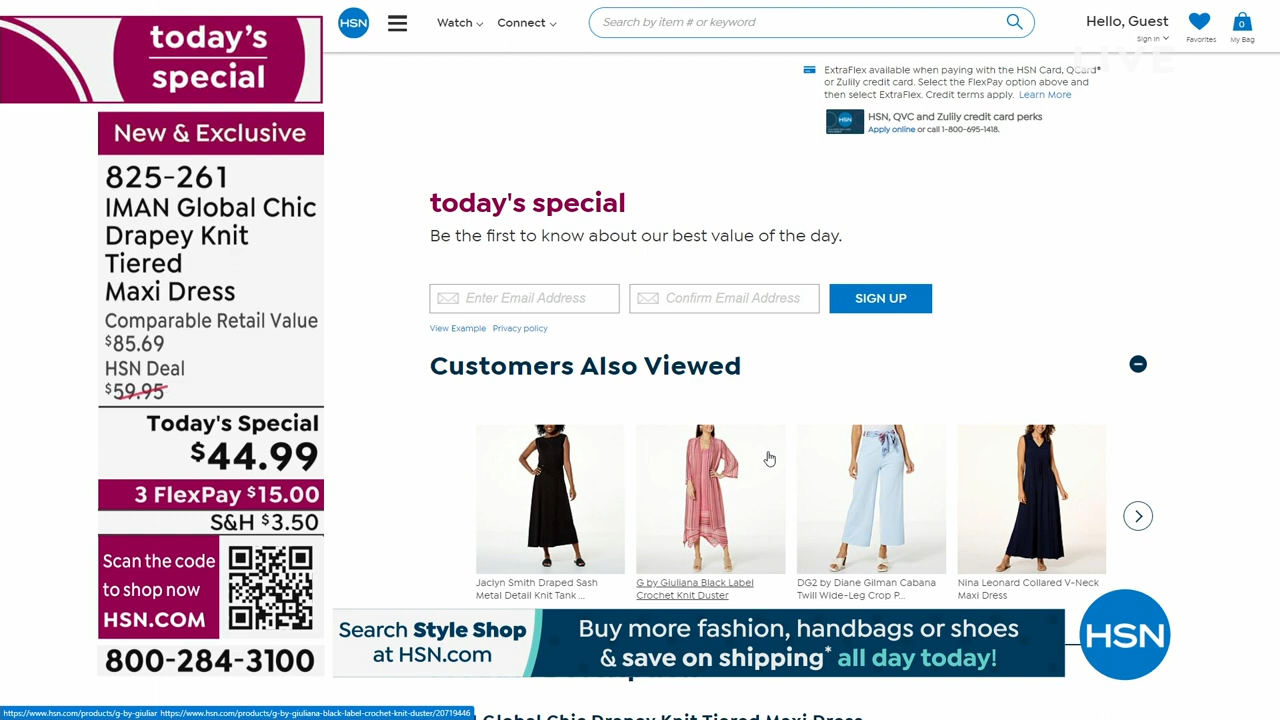 today's
special
New & Exclusive
825-261
IMAN Global Chic
Drapey Knit
Tiered
Maxi Dress
Comparable Retail Value
$85.69
HSN Deal
$59.95
Today's Special
$44.99
3 FlexPay $15.00
S&H $3.50
Scan the code
to shop now
HSN.COM
800-284-3100
HSN
Watch
Connect
Search by item # or keyword
Hello, Guest
Sign in
Favorites
0
My Bag
LIVE
ExtraFlex available when paying with the HSN Card, QCard®
or Zulily credit card. Select the FlexPay option above and
then select ExtraFlex. Credit terms apply. Learn More
HSN
HSN, QVC and Zulily credit card perks
Apply online or call 1-800-695-1418.
today's special
Be the first to know about our best value of the day.
Enter Email Address
Confirm Email Address
SIGN UP
View Example Privacy policy
Customers Also Viewed
Jaclyn Smith Draped Sash
Metal Detail Knit Tank ...
G by Giuliana Black Label
Crochet Knit Duster
DG2 by Diane Gilman Cabana
Twill Wide-Leg Crop P...
Nina Leonard Collared V-Neck
Maxi Dress
Search Style Shop
at HSN.com
Buy more fashion, handbags or shoes
& save on shipping* all day today!
HSN
Global Chic Drapey Knit Tiered Maxi Dress
https://www.hsn.com/products/g-by-giuliar https://www.hsn.com/products/g-by-giuliana-black-label-crochet-knit-duster/20719446